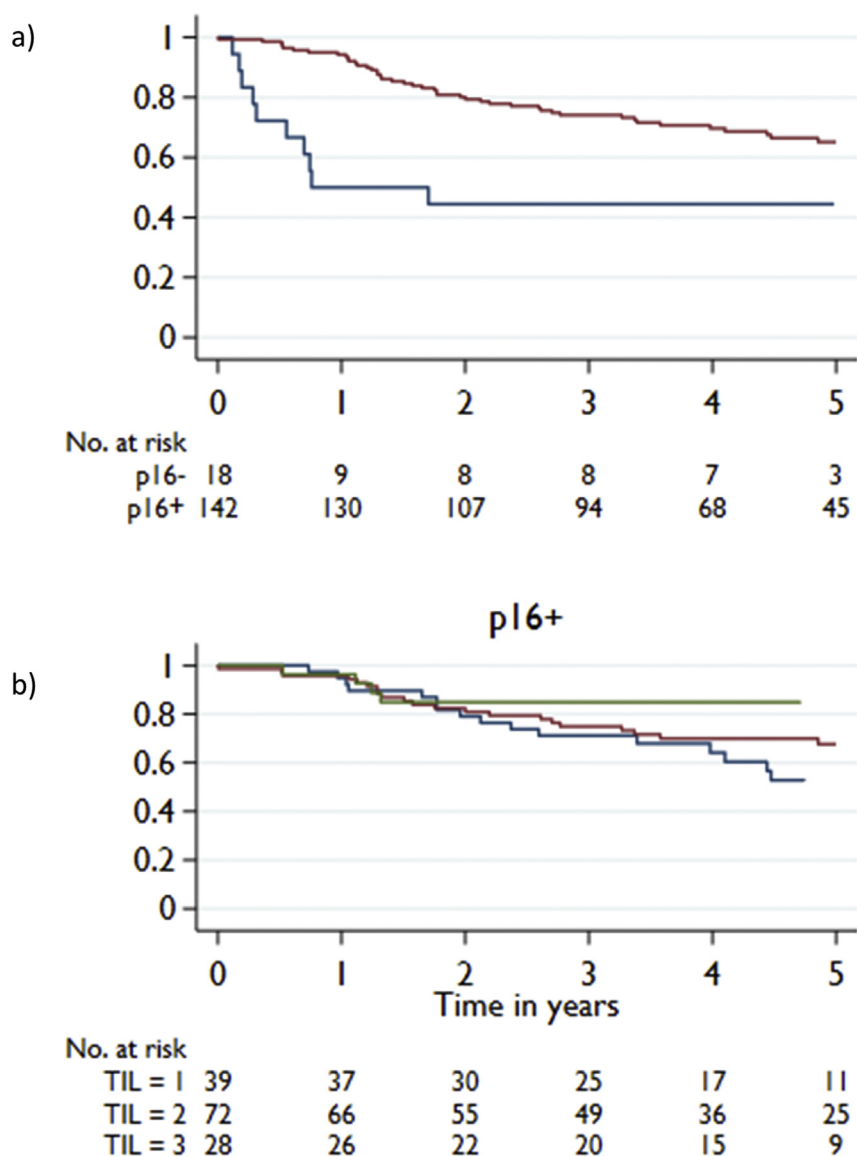 a)
1
0.8
0.6
0.4
0.2
0
0 1 2 3 4 5
No. at risk
p16- 18 9 8 8 7 3
p16+ 142 130 107 94 68 45
p16+
b)
1
0.8
0.6
0.4
0.2
0
0 1 2 3 4 5
Time in years
No. at risk
TIL = 1 39 37 30 25 17 11
TIL = 2 72 66 55 49 36 25
TIL = 3 28 26 22 20 15 9